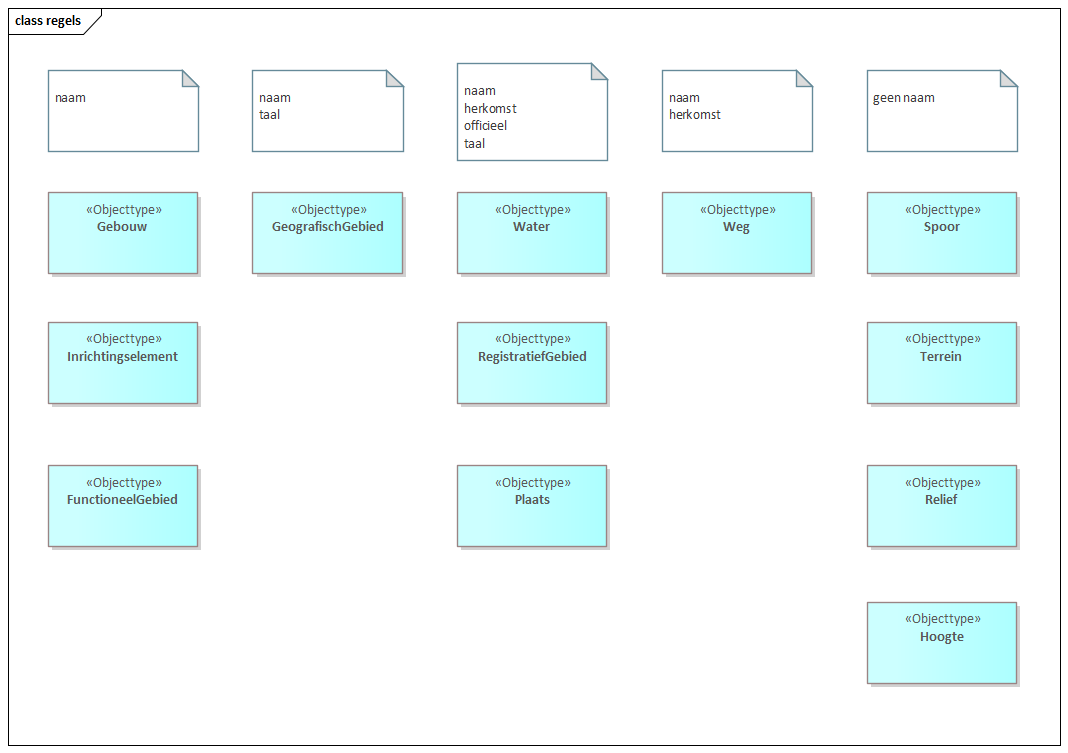 class regels
naam
naam
taal
naam
herkomst
officieel
taal
naam
herkomst
geen naam
«Objecttype»
Gebouw
«Objecttype»
GeografischGebied
«Objecttype»
Water
«Objecttype»
Weg
«Objecttype»
Spoor
«Objecttype»
Inrichtingselement
«Objecttype»
RegistratiefGebied
«Objecttype»
Terrein
«Objecttype»
FunctioneelGebied
«Objecttype»
Plaats
«Objecttype»
Relief
«Objecttype»
Hoogte